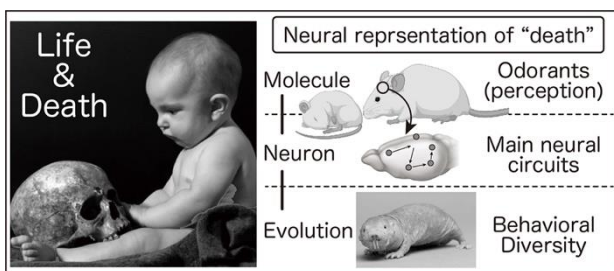 Life
&
Death
Neural reprsentation of “death”
Molecule
Odorants
(perception)
Neuron
Main neural
circuits
Evolution
Behavioral
Diversity